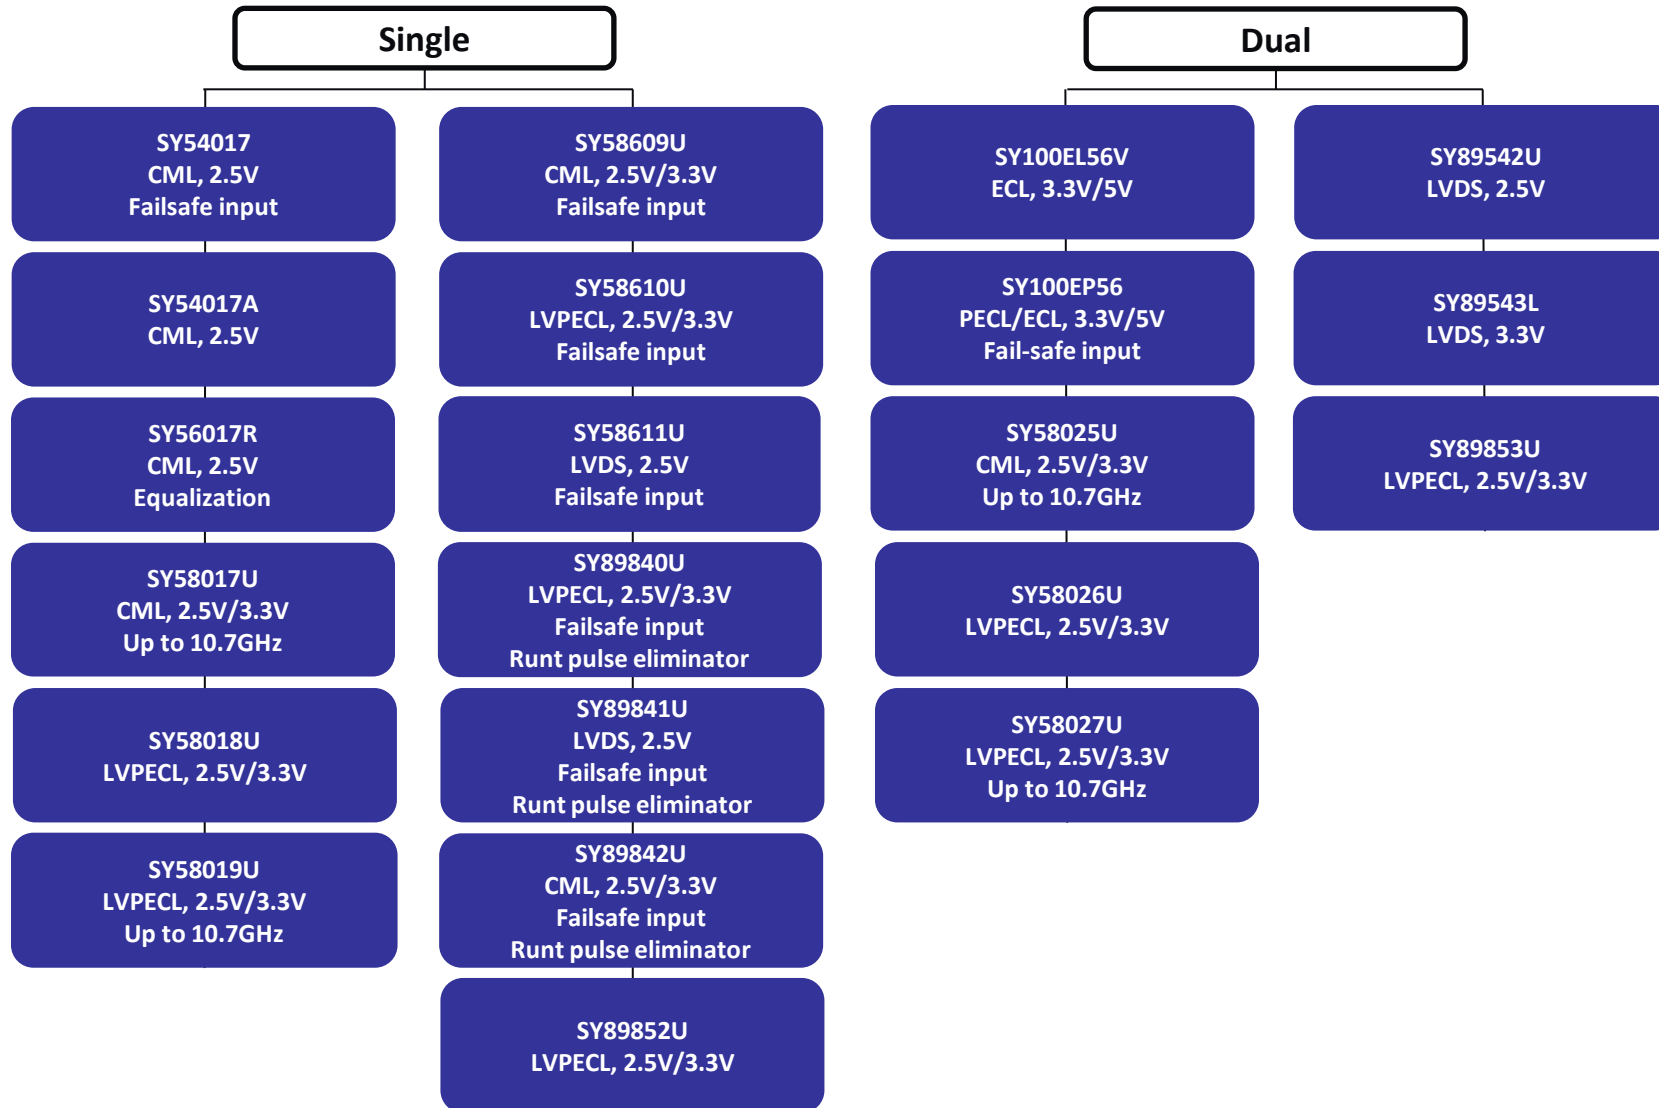 Single
SY54017
CML, 2.5V
Failsafe input
SY54017A
CML, 2.5V
SY56017R
CML, 2.5V
Equalization
SY58017U
CML, 2.5V/3.3V
Up to 10.7GHz
SY58018U
LVPECL, 2.5V/3.3V
SY58019U
LVPECL, 2.5V/3.3V
Up to 10.7GHz
SY58609U
CML, 2.5V/3.3V
Failsafe input
SY58610U
LVPECL, 2.5V/3.3V
Failsafe input
SY58611U
LVDS, 2.5V
Failsafe input
SY89840U
LVPECL, 2.5V/3.3V
Failsafe input
Runt pulse eliminator
SY89841U
LVDS, 2.5V
Failsafe input
Runt pulse eliminator
SY89842U
CML, 2.5V/3.3V
Failsafe input
Runt pulse eliminator
SY89852U
LVPECL, 2.5V/3.3V
Dual
SY100EL56V
ECL, 3.3V/5V
SY100EP56
PECL/ECL, 3.3V/5V
Fail-safe input
SY58025U
CML, 2.5V/3.3V
Up to 10.7GHz
SY58026U
LVPECL, 2.5V/3.3V
SY58027U
LVPECL, 2.5V/3.3V
Up to 10.7GHz
SY89542U
LVDS, 2.5V
SY89543L
LVDS, 3.3V
SY89853U
LVPECL, 2.5V/3.3V